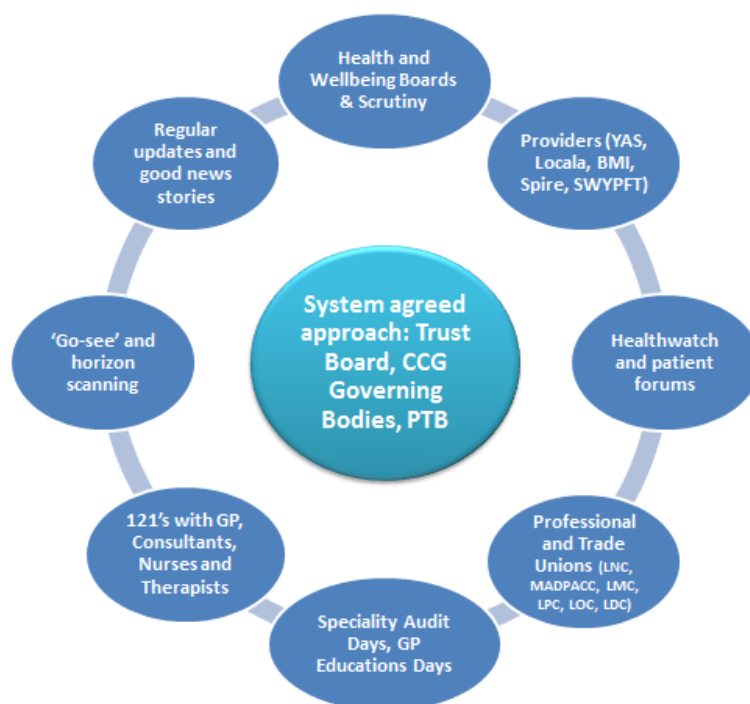 Health and
Wellbeing Boards
& Scrutiny
Providers (YAS,
Locala, BMI,
Spire, SWYPFT)
Healthwatch
and patient
forums
Professional
and Trade
Unions (LNC,
MADPACC, LMC,
LPC, LOC, LDC)
Speciality Audit
Days, GP
Educations Days
121’s with GP,
Consultants,
Nurses and
Therapists
‘Go-see’ and
horizon
scanning
Regular
updates and
good news
stories
System agreed
approach: Trust
Board, CCG
Governing
Bodies, PTB